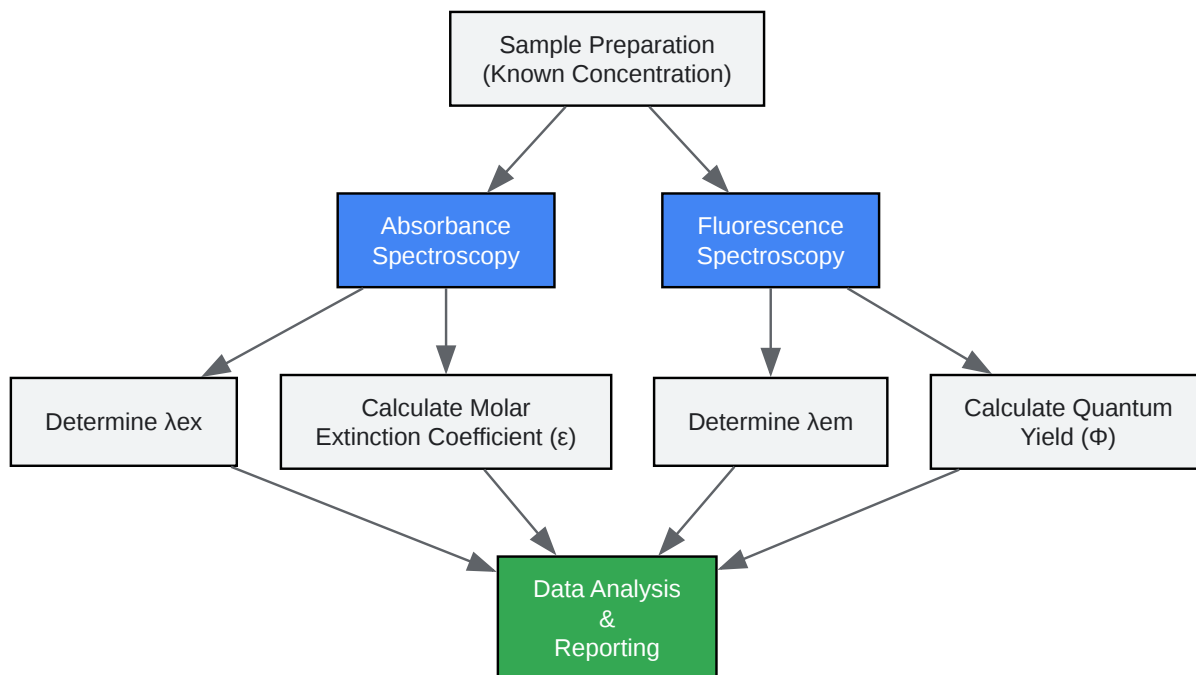 Sample Preparation
(Known Concentration)
Absorbance
Spectroscopy
Fluorescence
Spectroscopy
Determine λex
Calculate Molar
Extinction Coefficient (ε)
Determine λem
Calculate Quantum
Yield (Φ)
Data Analysis
&
Reporting